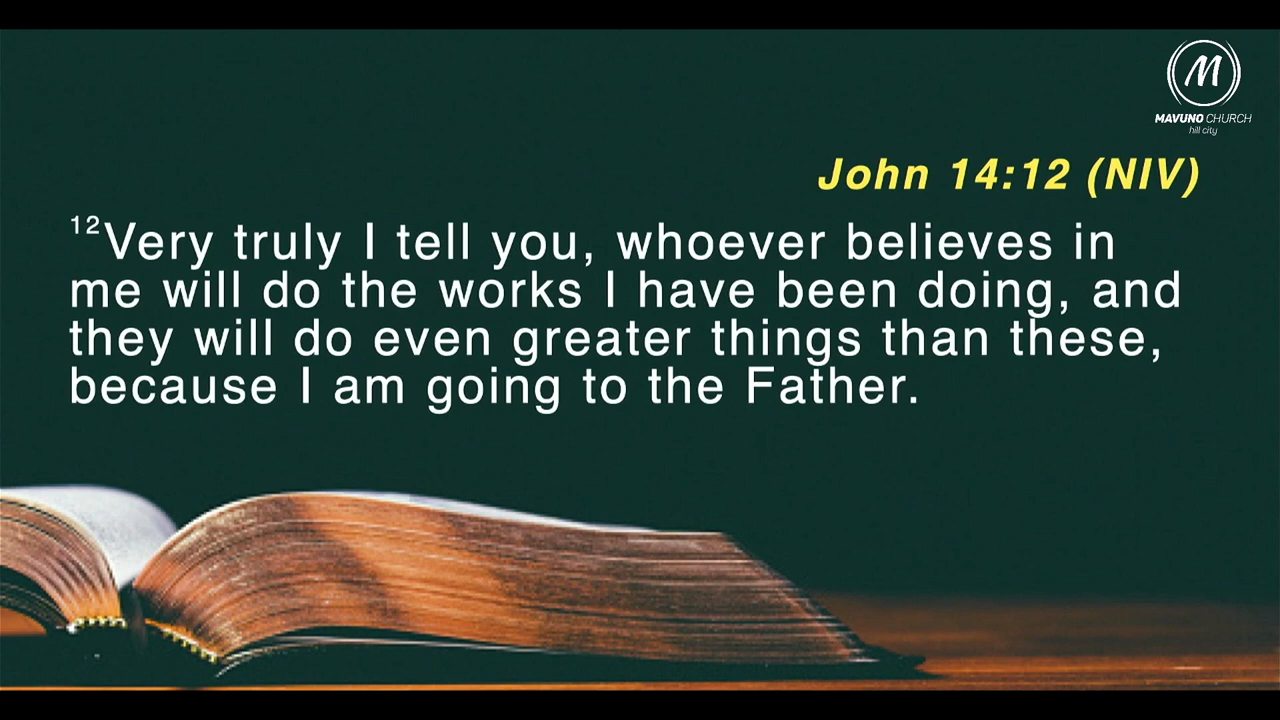 M
MAVUNO CHURCH
hill city
John 14:12 (NIV)
12Very truly I tell you, whoever believes in
me will do the works I have been doing, and
they will do even greater things than these,
because I am going to the Father.